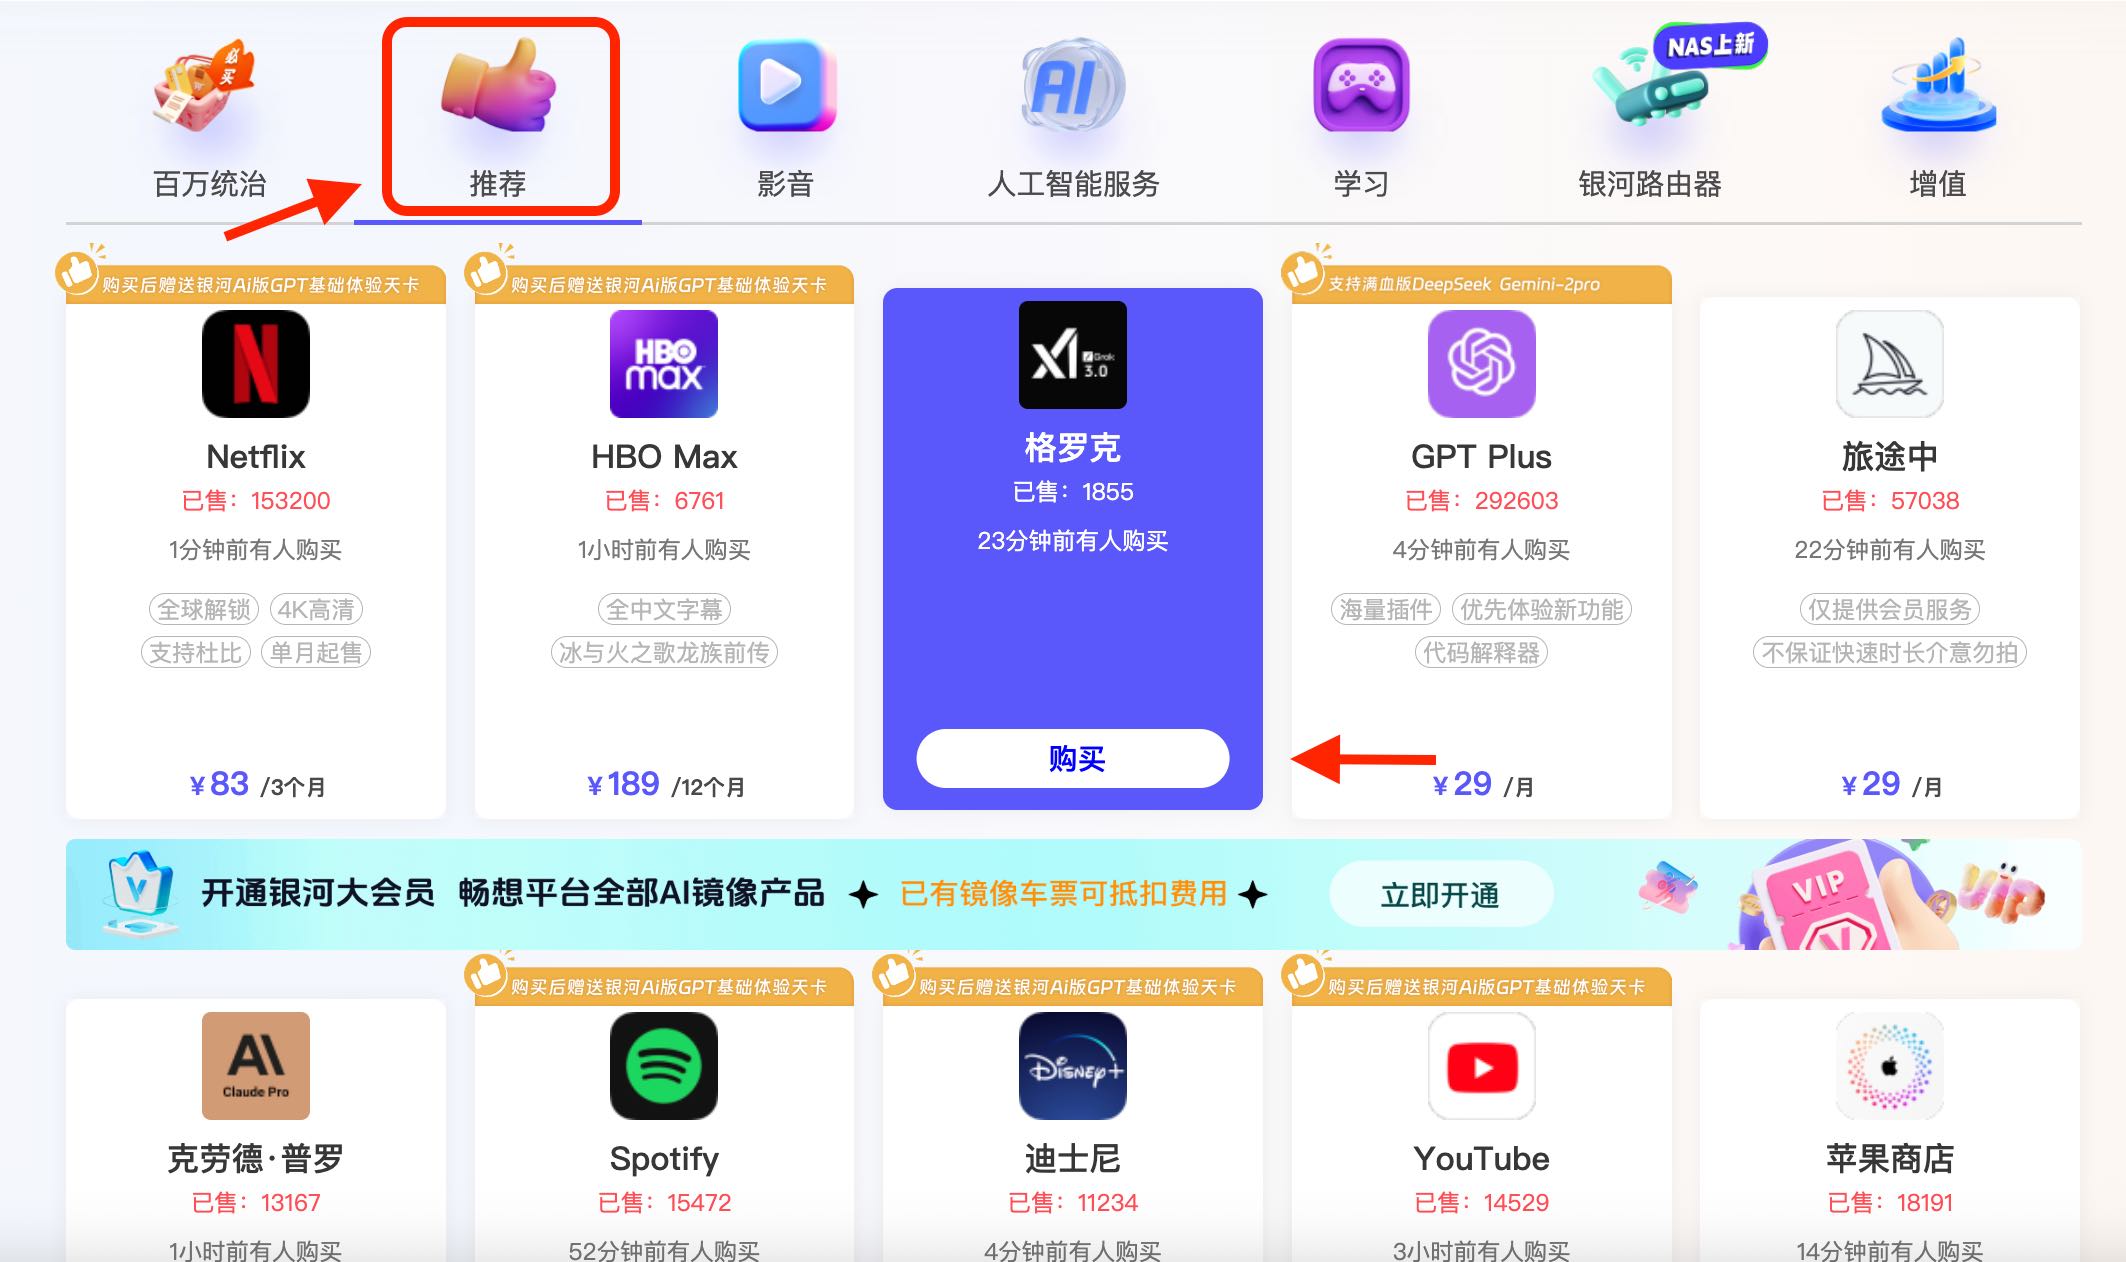 必买
NAS上新
百万统治
推荐
影音
人工智能服务
学习
银河路由器
增值
购买后赠送银河Ai版GPT基础体验天卡
Netflix
已售：153200
1分钟前有人购买
全球解锁 4K高清
支持杜比 单月起售
¥83 /3个月
购买后赠送银河Ai版GPT基础体验天卡
HBO
max
HBO Max
已售：6761
1小时前有人购买
全中文字幕
冰与火之歌龙族前传
¥189 /12个月
Grok
3.0
格罗克
已售：1855
23分钟前有人购买
购买
支持满血版DeepSeek Gemini-2pro
GPT Plus
已售：292603
4分钟前有人购买
海量插件 优先体验新功能
代码解释器
¥29 /月
旅途中
已售：57038
22分钟前有人购买
仅提供会员服务
不保证快速时长介意勿拍
¥29 /月
开通银河大会员 畅想平台全部AI镜像产品 已有镜像车票可抵扣费用 立即开通
VIP
Claude Pro
克劳德·普罗
已售：13167
1小时前有人购买
购买后赠送银河Ai版GPT基础体验天卡
Spotify
已售：15472
52分钟前有人购买
购买后赠送银河Ai版GPT基础体验天卡
Disney+
迪士尼
已售：11234
4分钟前有人购买
购买后赠送银河Ai版GPT基础体验天卡
YouTube
已售：14529
3小时前有人购买
苹果商店
已售：18191
14分钟前有人购买